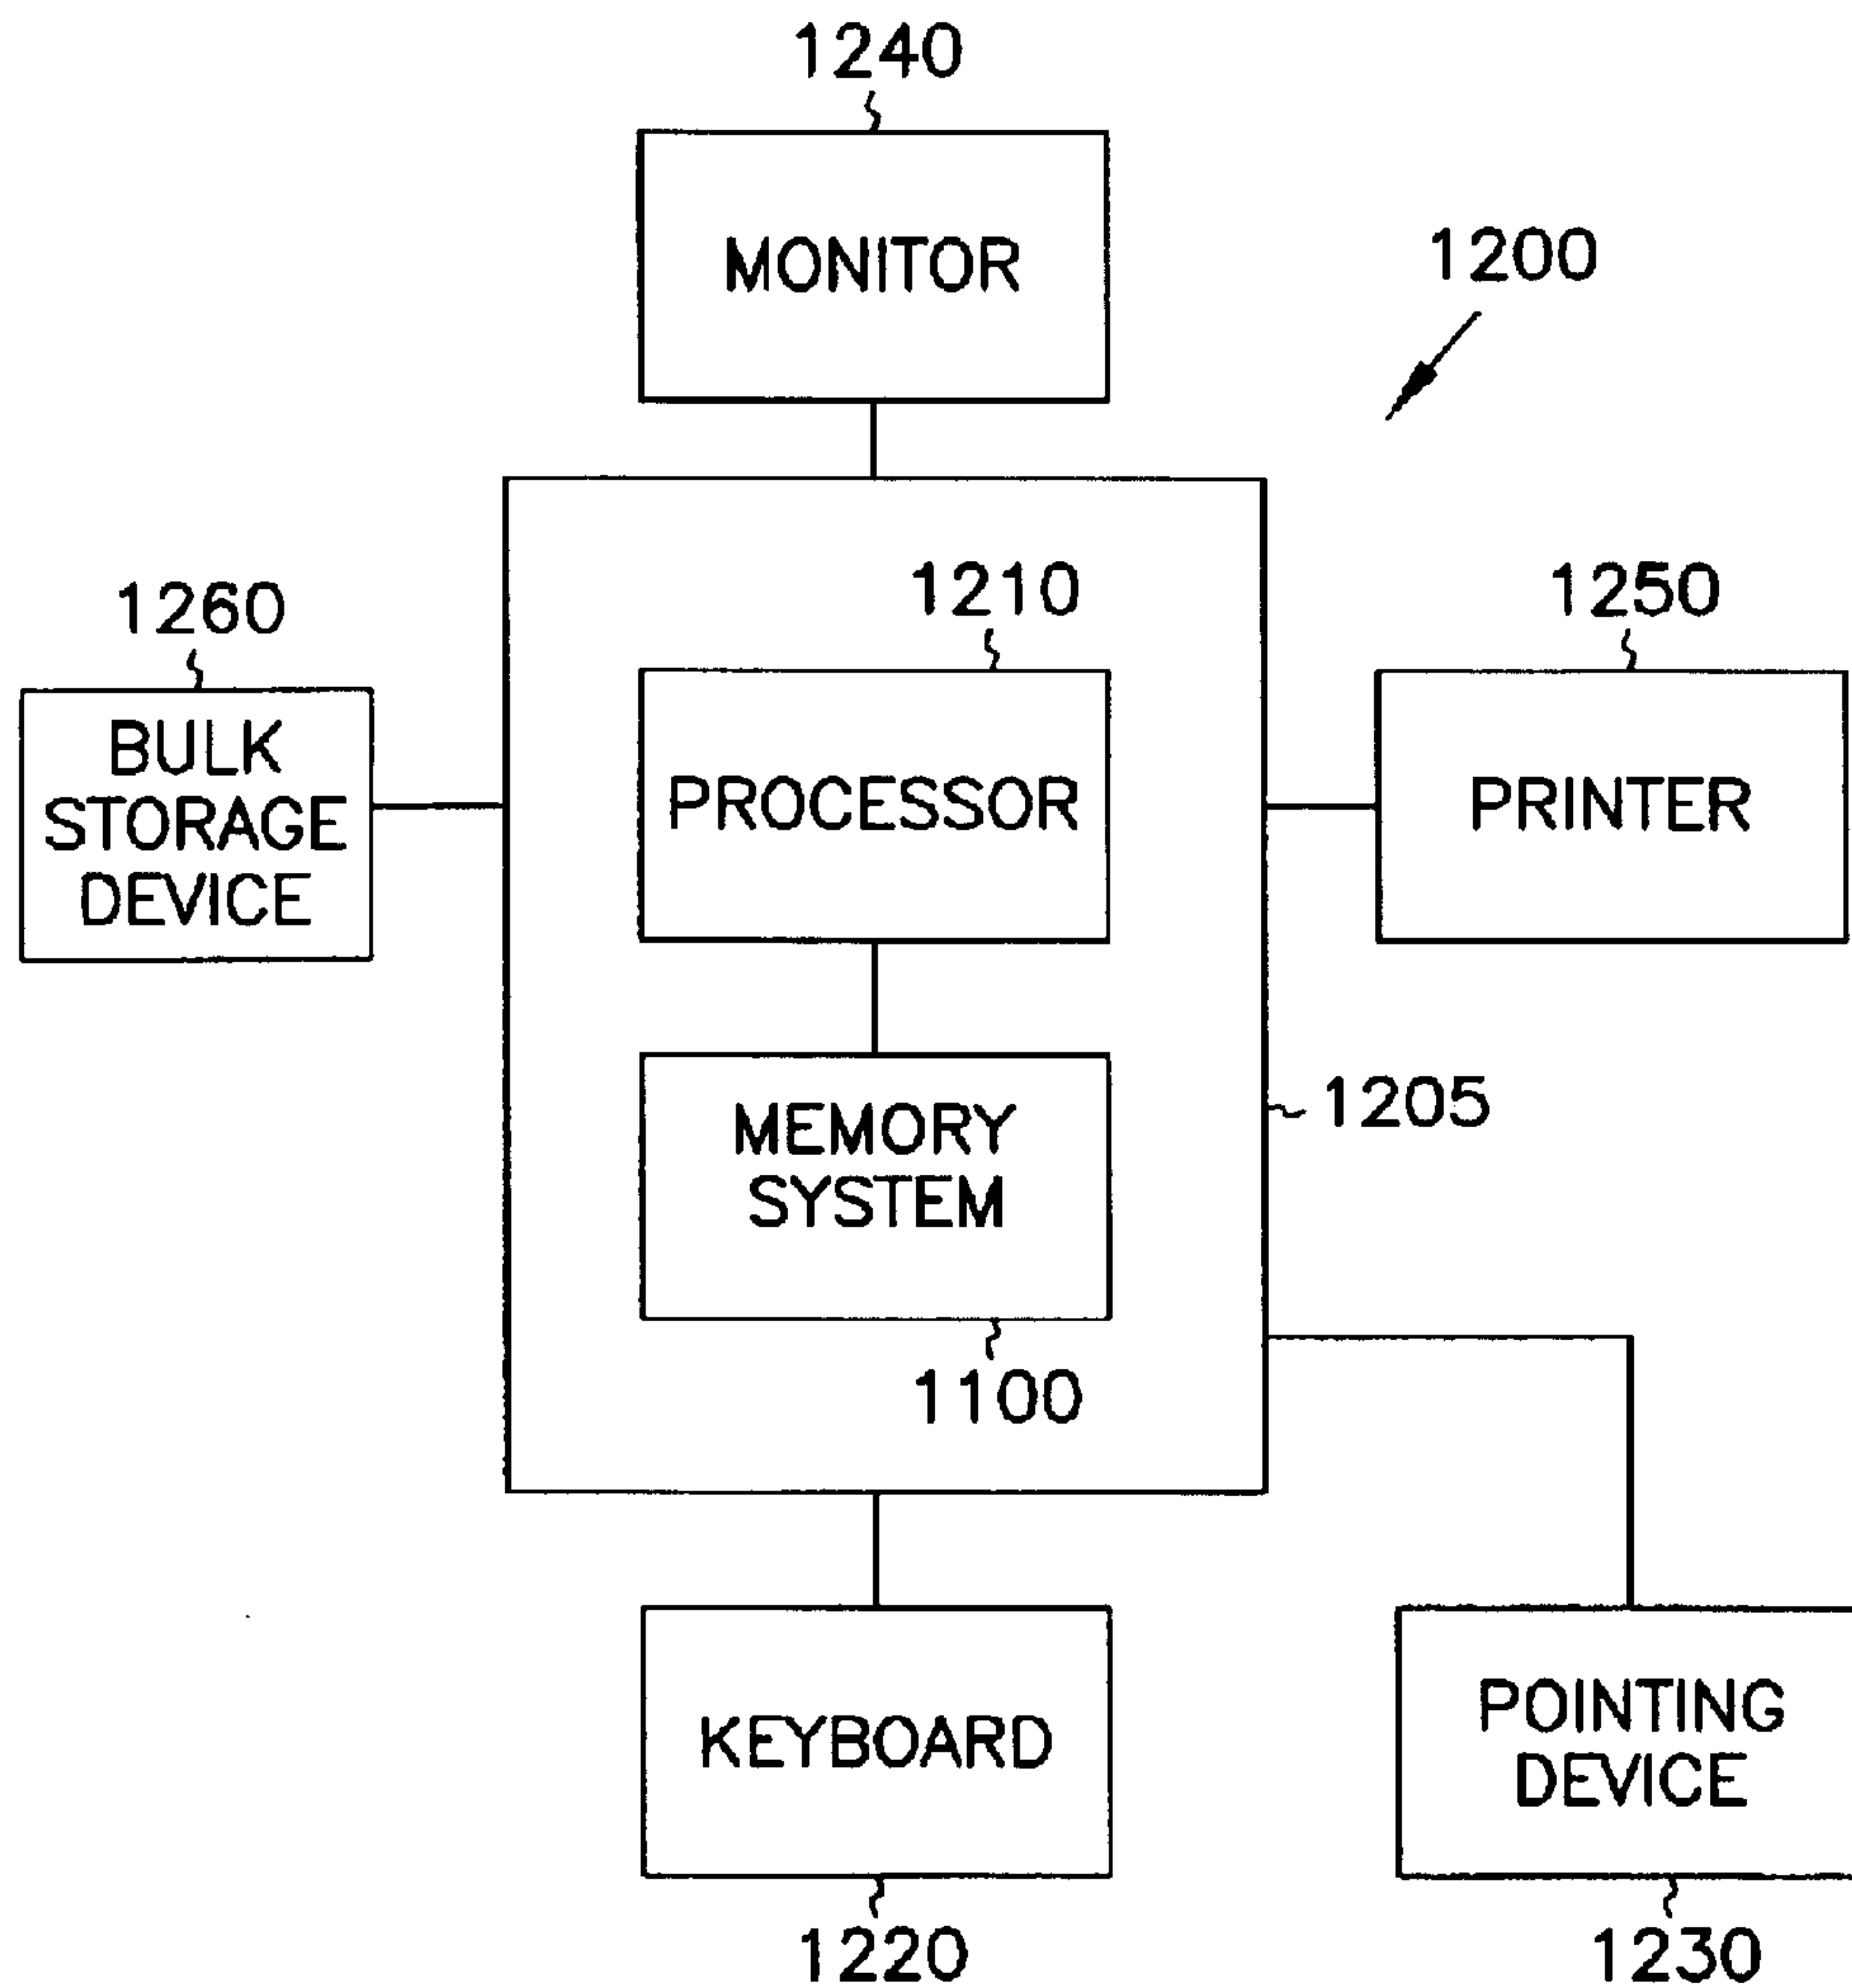 1240
MONITOR
1200
1260
BULK
STORAGE
DEVICE
1210
PROCESSOR
1250
PRINTER
MEMORY
SYSTEM
1205
1100
KEYBOARD
1220
POINTING
DEVICE
1230